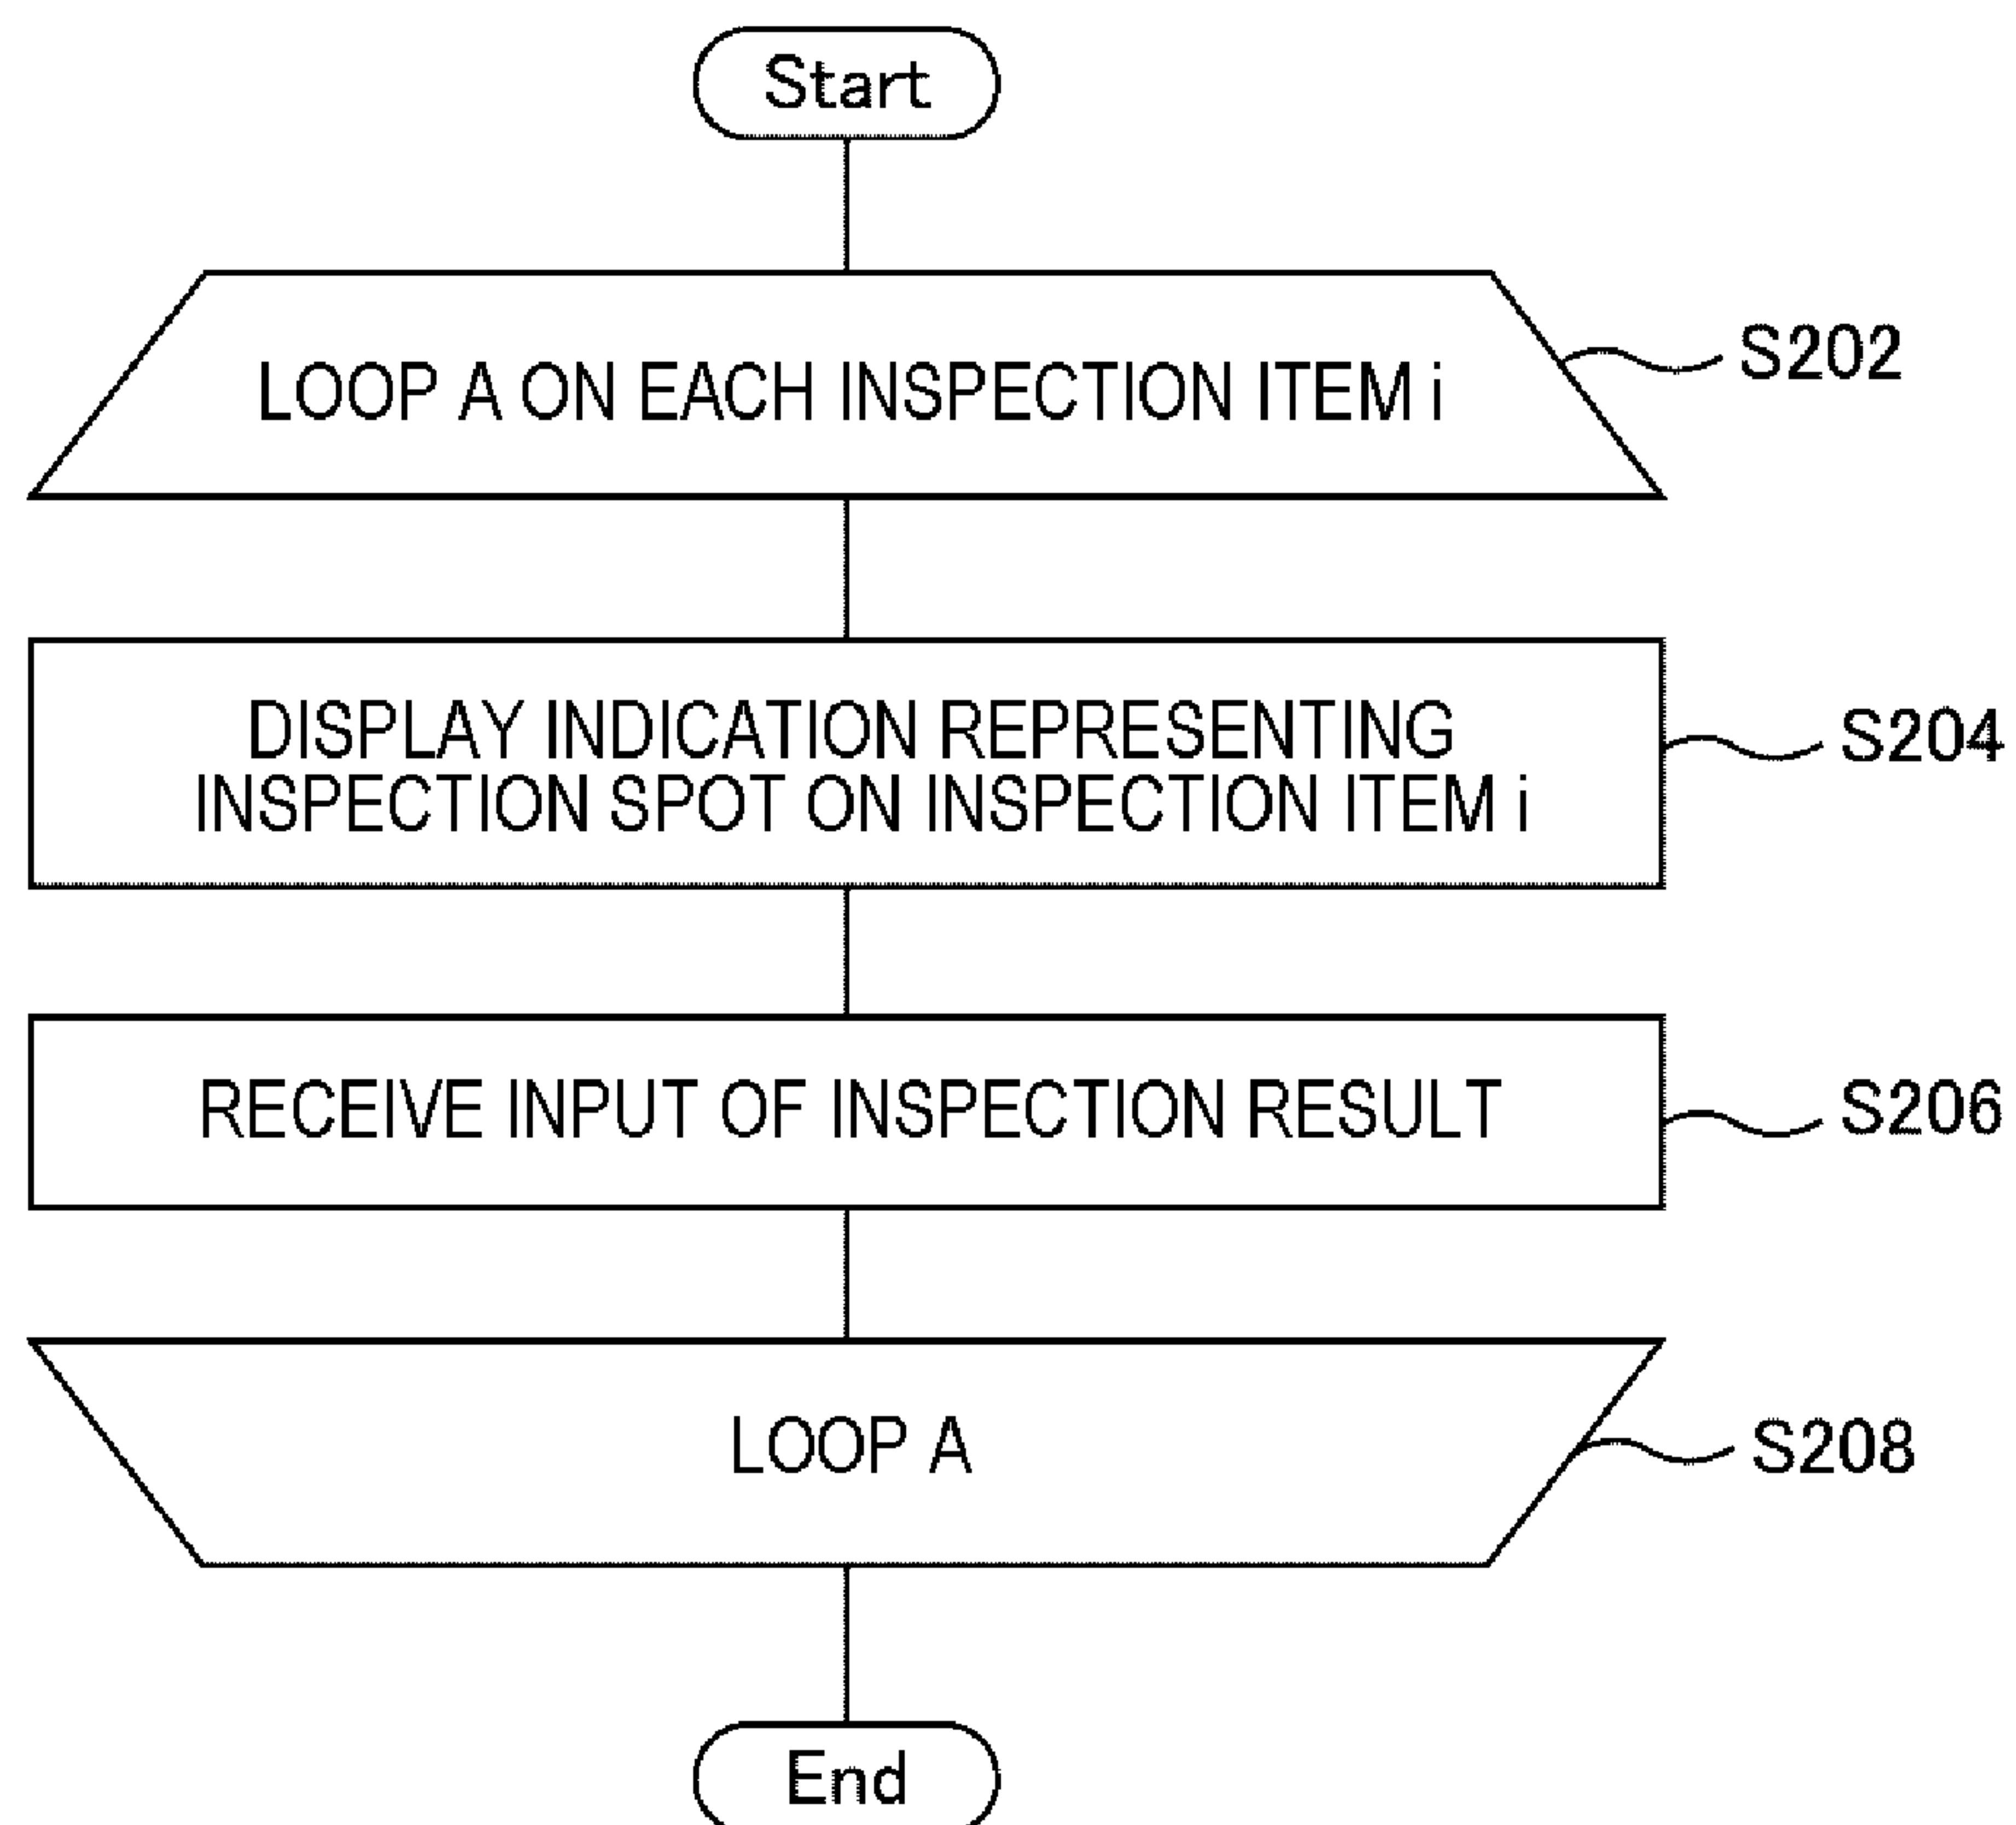 Start
LOOP A ON EACH INSPECTION ITEM i
S202
DISPLAY INDICATION REPRESENTING
INSPECTION SPOT ON INSPECTION ITEM i
S204
RECEIVE INPUT OF INSPECTION RESULT
S206
LOOP A
S208
End